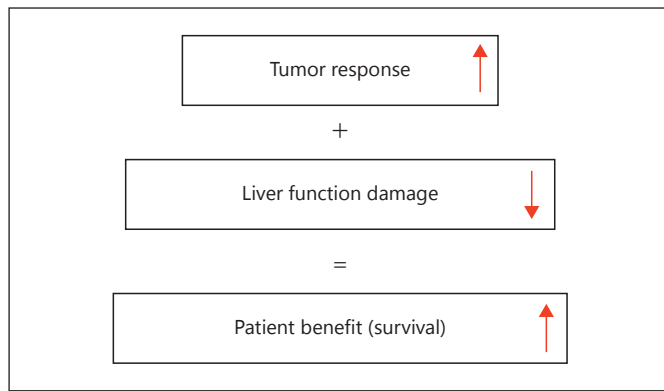 Tumor response
+
Liver function damage
=
Patient benefit (survival)